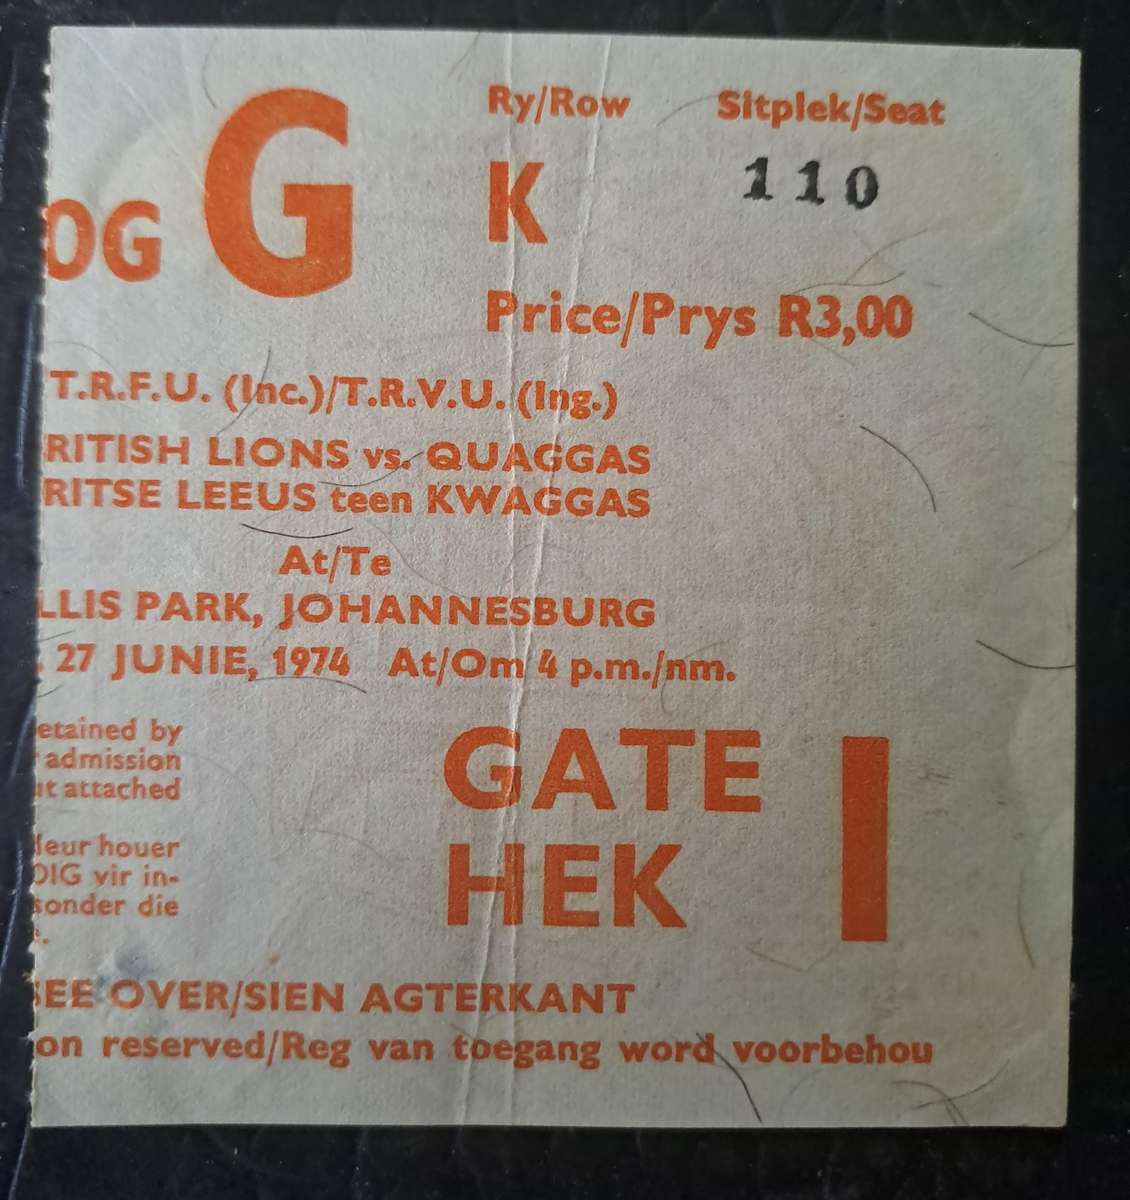 OG G
Ry/Row Sitplek/Seat
K 110
Price/Prys R3,00
T.R.F.U. (Inc.)/T.R.V.U. (Ing.)
RITISH LIONS vs. QUAGGAS
RITSE LEEUS teen KWAGGAS
At/Te
LLIS PARK, JOHANNESBURG
. 27 JUNIE, 1974 At/Om 4 p.m./nm.
etained by
admission
t attached
deur houer
DIG vir in-
sonder die
GATE
HEK I
SEE OVER/SIEN AGTERKANT
on reserved/Reg van toegang word voorbehou